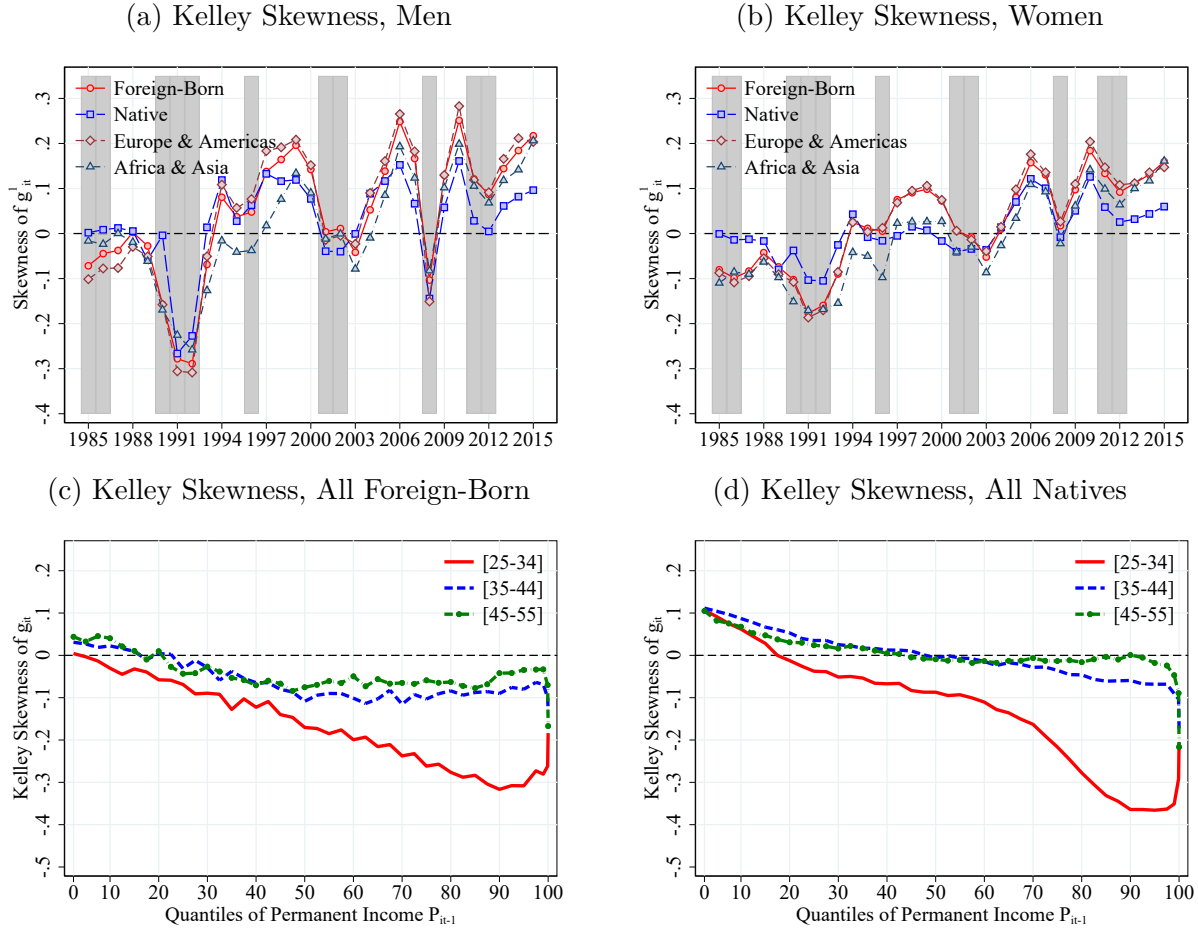 (a) Kelley Skewness, Men
Skewness of g¹ᵢₜ
.3
.2
.1
0
-.1
-.2
-.3
-.4
Foreign-Born
Native
Europe & Americas
Africa & Asia
1985 1988 1991 1994 1997 2000 2003 2006 2009 2012 2015
(b) Kelley Skewness, Women
Skewness of g¹ᵢₜ
.3
.2
.1
0
-.1
-.2
-.3
-.4
Foreign-Born
Native
Europe & Americas
Africa & Asia
1985 1988 1991 1994 1997 2000 2003 2006 2009 2012 2015
(c) Kelley Skewness, All Foreign-Born
Kelley Skewness of gᵢₜ
.2
.1
0
-.1
-.2
-.3
-.4
-.5
[25-34]
[35-44]
[45-55]
0 10 20 30 40 50 60 70 80 90 100
Quantiles of Permanent Income Pᵢₜ₋₁
(d) Kelley Skewness, All Natives
Kelley Skewness of gᵢₜ
.2
.1
0
-.1
-.2
-.3
-.4
-.5
[25-34]
[35-44]
[45-55]
0 10 20 30 40 50 60 70 80 90 100
Quantiles of Permanent Income Pᵢₜ₋₁